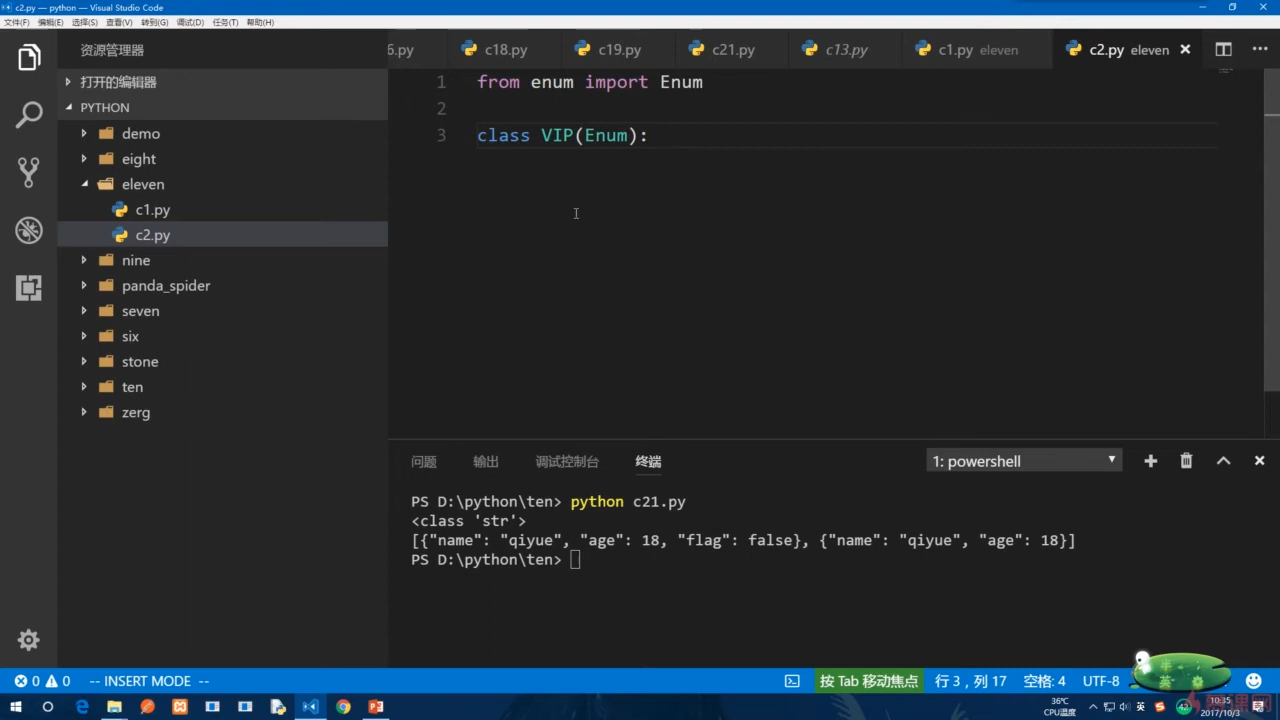 c2.py — python — Visual Studio Code
文件(F) 编辑(E) 选择(S) 查看(V) 转到(G) 调试(D) 任务(T) 帮助(H)
资源管理器
打开的编辑器
PYTHON
demo
eight
eleven
c1.py
c2.py
nine
panda_spider
seven
six
stone
ten
zerg
6.py c18.py c19.py c21.py c13.py c1.py eleven c2.py eleven
1 from enum import Enum
2
3 class VIP(Enum):
问题 输出 调试控制台 终端 1: powershell
PS D:\python\ten> python c21.py
<class 'str'>
[{"name": "qiyue", "age": 18, "flag": false}, {"name": "qiyue", "age": 18}]
PS D:\python\ten>
0 0 -- INSERT MODE -- 按 Tab 移动焦点 行 3，列 17 空格: 4 UTF-8
半 英
36℃
CPU温度
英
42
10:35
2017/10/3
慕课网